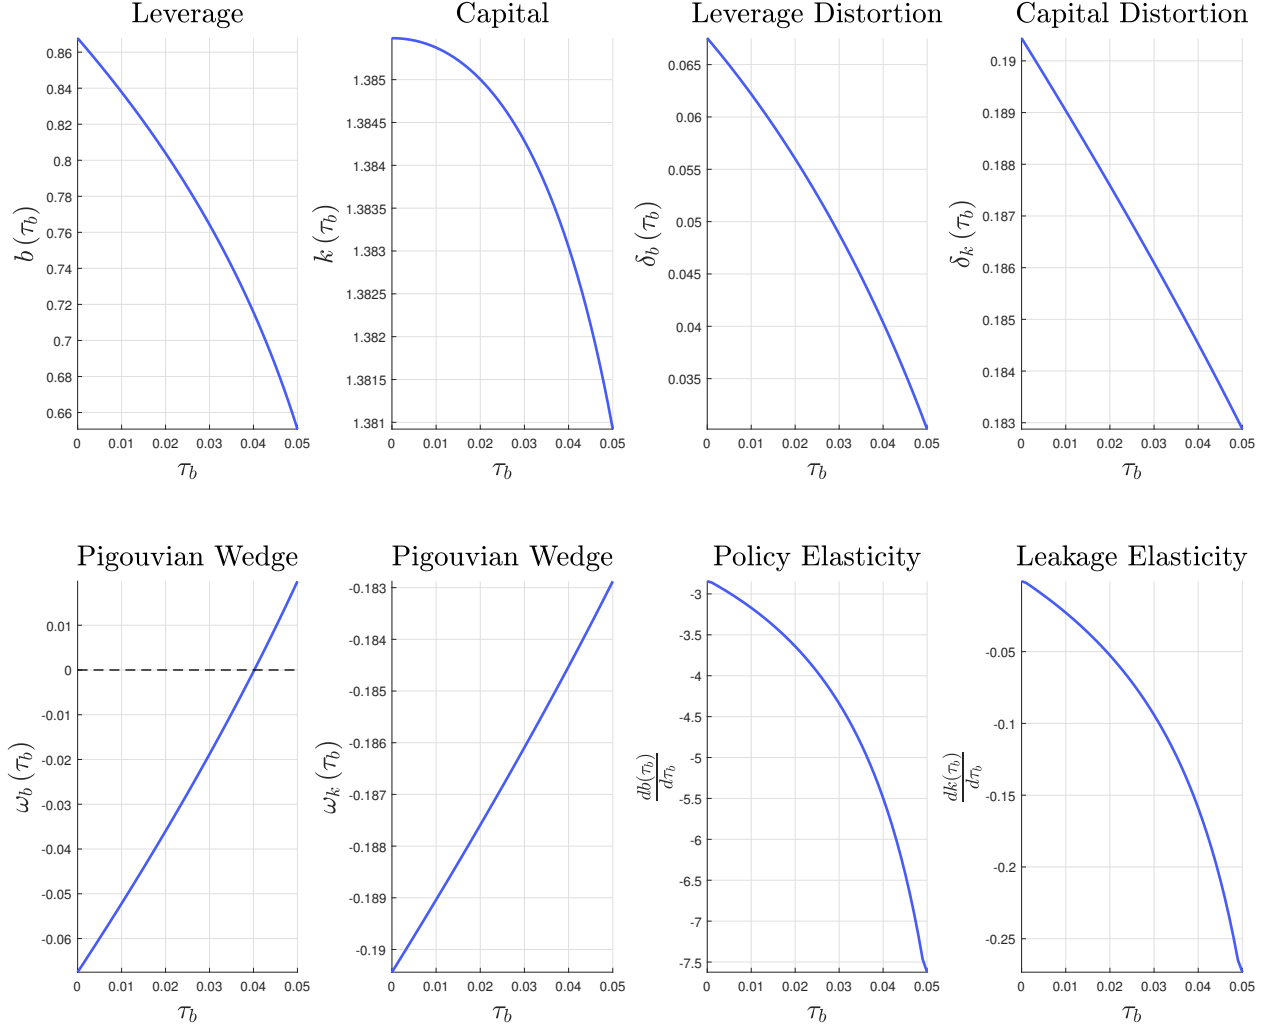 Leverage
0.86
0.84
0.82
0.8
0.78
0.76
0.74
0.72
0.7
0.68
0.66
b (τb)
0 0.01 0.02 0.03 0.04 0.05
τb
Capital
1.385
1.3845
1.384
1.3835
1.383
1.3825
1.382
1.3815
1.381
k (τb)
0 0.01 0.02 0.03 0.04 0.05
τb
Leverage Distortion
0.065
0.06
0.055
0.05
0.045
0.04
0.035
δb (τb)
0 0.01 0.02 0.03 0.04 0.05
τb
Capital Distortion
0.19
0.189
0.188
0.187
0.186
0.185
0.184
0.183
δk (τb)
0 0.01 0.02 0.03 0.04 0.05
τb
Pigouvian Wedge
0.01
0
-0.01
-0.02
-0.03
-0.04
-0.05
-0.06
ωb (τb)
0 0.01 0.02 0.03 0.04 0.05
τb
Pigouvian Wedge
-0.183
-0.184
-0.185
-0.186
-0.187
-0.188
-0.189
-0.19
ωk (τb)
0 0.01 0.02 0.03 0.04 0.05
τb
Policy Elasticity
-3
-3.5
-4
-4.5
-5
-5.5
-6
-6.5
-7
-7.5
db(τb)
dτb
0 0.01 0.02 0.03 0.04 0.05
τb
Leakage Elasticity
-0.05
-0.1
-0.15
-0.2
-0.25
dk(τb)
dτb
0 0.01 0.02 0.03 0.04 0.05
τb